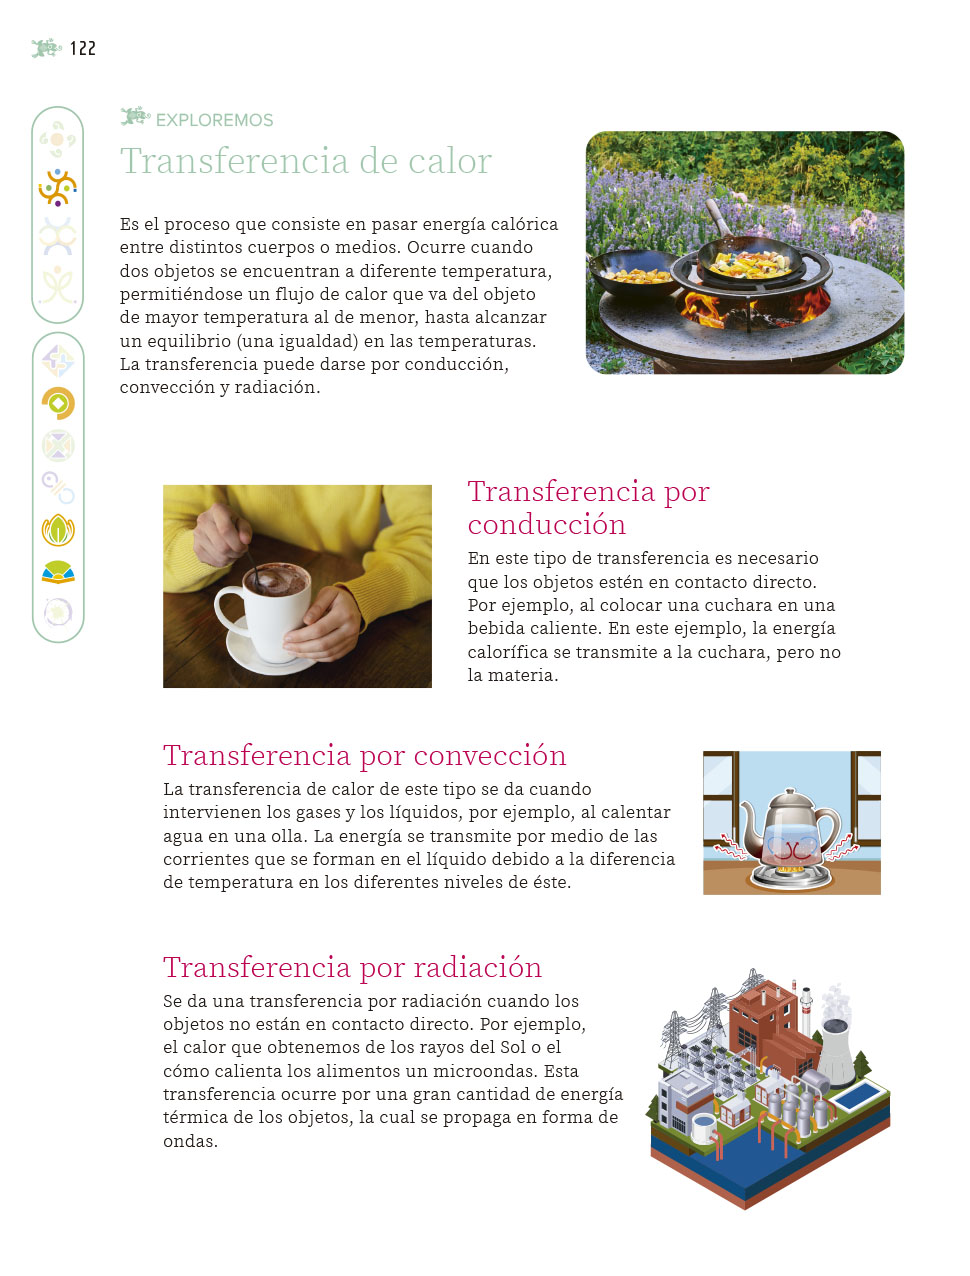 122
EXPLOREMOS
Transferencia de calor
Es el proceso que consiste en pasar energía calórica
entre distintos cuerpos o medios. Ocurre cuando
dos objetos se encuentran a diferente temperatura,
permitiéndose un flujo de calor que va del objeto
de mayor temperatura al de menor, hasta alcanzar
un equilibrio (una igualdad) en las temperaturas.
La transferencia puede darse por conducción,
convección y radiación.
Transferencia por
conducción
En este tipo de transferencia es necesario
que los objetos estén en contacto directo.
Por ejemplo, al colocar una cuchara en una
bebida caliente. En este ejemplo, la energía
calorífica se transmite a la cuchara, pero no
la materia.
Transferencia por convección
La transferencia de calor de este tipo se da cuando
intervienen los gases y los líquidos, por ejemplo, al calentar
agua en una olla. La energía se transmite por medio de las
corrientes que se forman en el líquido debido a la diferencia
de temperatura en los diferentes niveles de éste.
Transferencia por radiación
Se da una transferencia por radiación cuando los
objetos no están en contacto directo. Por ejemplo,
el calor que obtenemos de los rayos del Sol o el
cómo calienta los alimentos un microondas. Esta
transferencia ocurre por una gran cantidad de energía
térmica de los objetos, la cual se propaga en forma de
ondas.